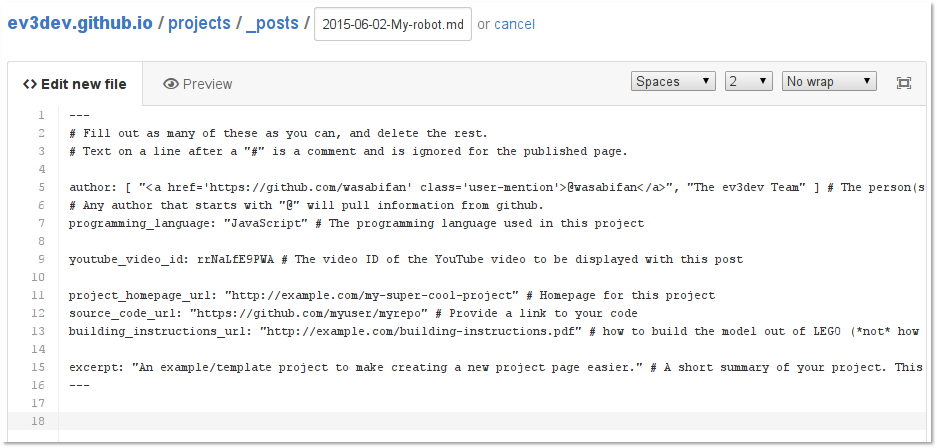 ev3dev.github.io / projects / _posts / 2015-06-02-My-robot.md or cancel
<> Edit new file Preview Spaces 2 No wrap
1 ---
2 # Fill out as many of these as you can, and delete the rest.
3 # Text on a line after a "#" is a comment and is ignored for the published page.
4
5 author: [ "<a href='https://github.com/wasabifan' class='user-mention'>@wasabifan</a>", "The ev3dev Team" ] # The person(s
6 # Any author that starts with "@" will pull information from github.
7 programming_language: "JavaScript" # The programming language used in this project
8
9 youtube_video_id: rrNaLfE9PWA # The video ID of the YouTube video to be displayed with this post
10
11 project_homepage_url: "http://example.com/my-super-cool-project" # Homepage for this project
12 source_code_url: "https://github.com/myuser/myrepo" # Provide a link to your code
13 building_instructions_url: "http://example.com/building-instructions.pdf" # how to build the model out of LEGO (*not* how
14
15 excerpt: "An example/template project to make creating a new project page easier." # A short summary of your project. This
16 ---
17
18